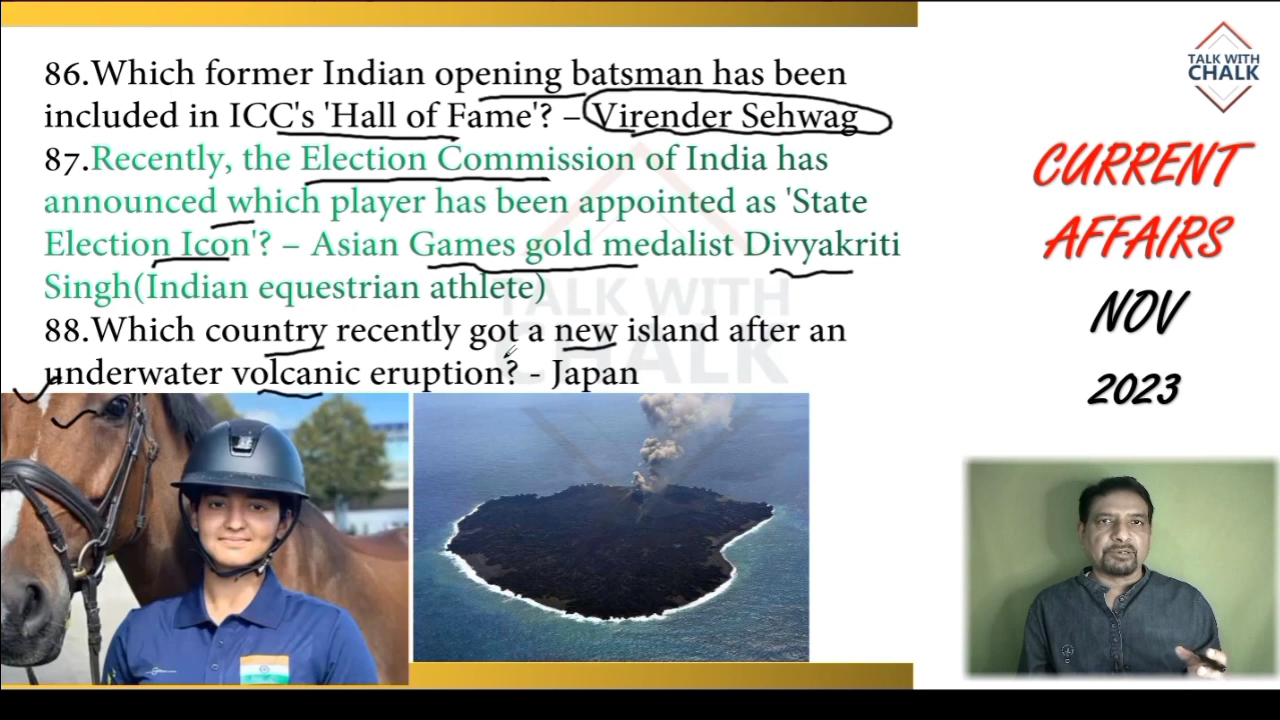 86.Which former Indian opening batsman has been
included in ICC's 'Hall of Fame'? – Virender Sehwag
87.Recently, the Election Commission of India has
announced which player has been appointed as 'State
Election Icon'? – Asian Games gold medalist Divyakriti
Singh(Indian equestrian athlete)
88.Which country recently got a new island after an
underwater volcanic eruption? - Japan
TALK WITH
CHALK
TALK WITH
CHALK
CURRENT
AFFAIRS
NOV
2023